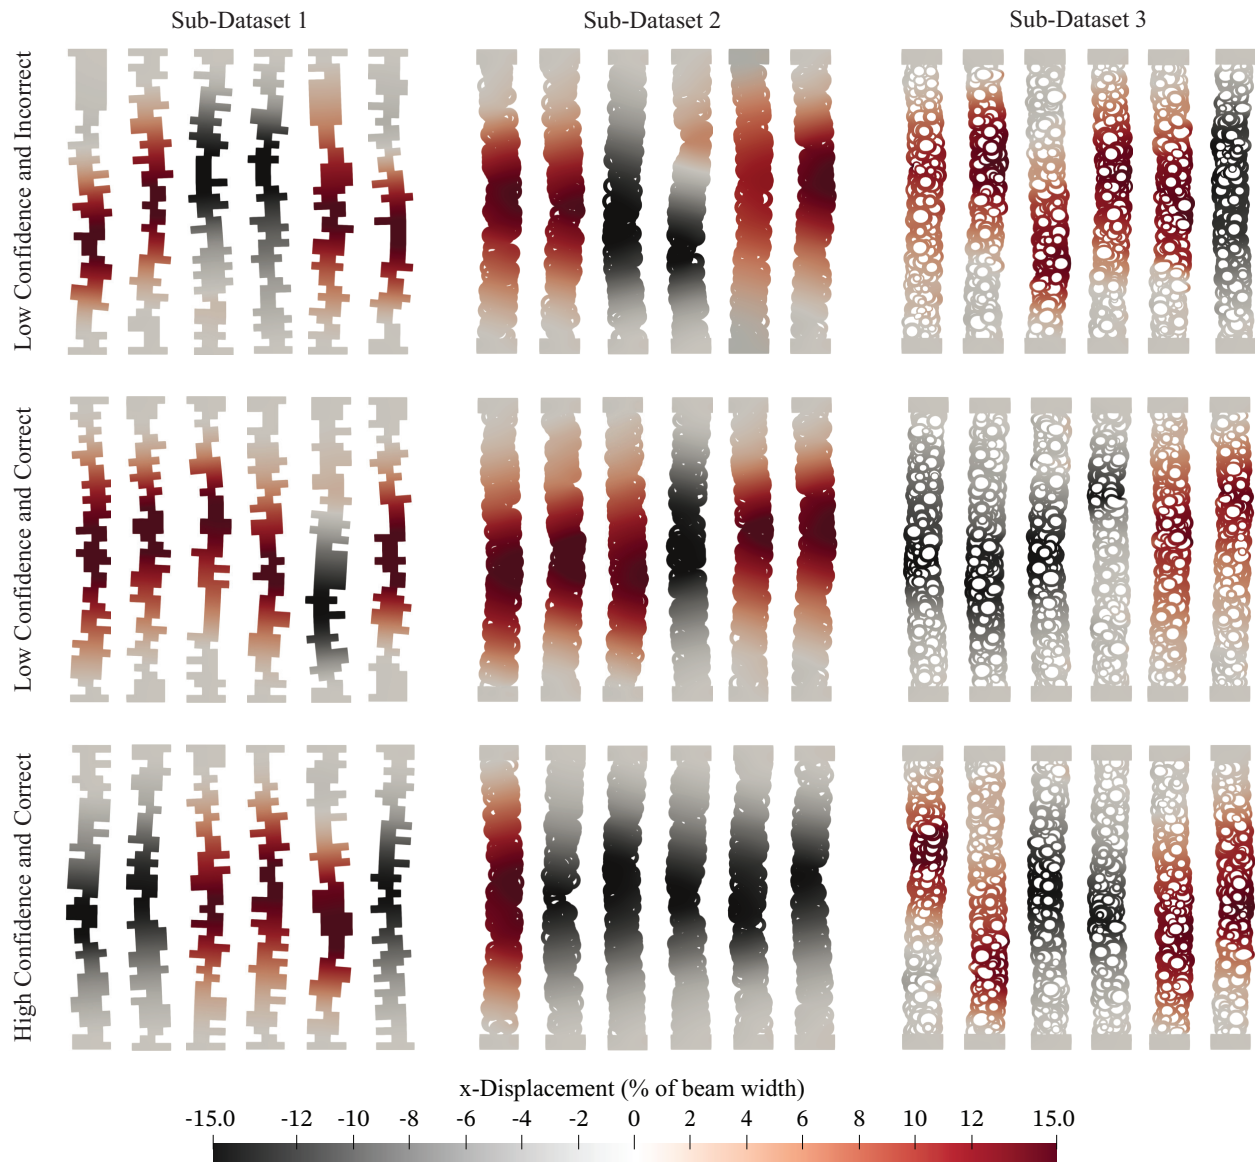 Sub-Dataset 1
Sub-Dataset 2
Sub-Dataset 3
Low Confidence and Incorrect
Low Confidence and Correct
High Confidence and Correct
x-Displacement (% of beam width)
-15.0 -12 -10 -8 -6 -4 -2 0 2 4 6 8 10 12 15.0